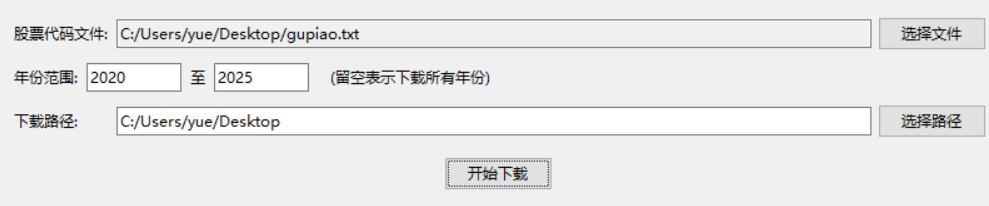 股票代码文件: C:/Users/yue/Desktop/gupiao.txt 选择文件
年份范围: 2020 至 2025 (留空表示下载所有年份)
下载路径: C:/Users/yue/Desktop 选择路径
开始下载